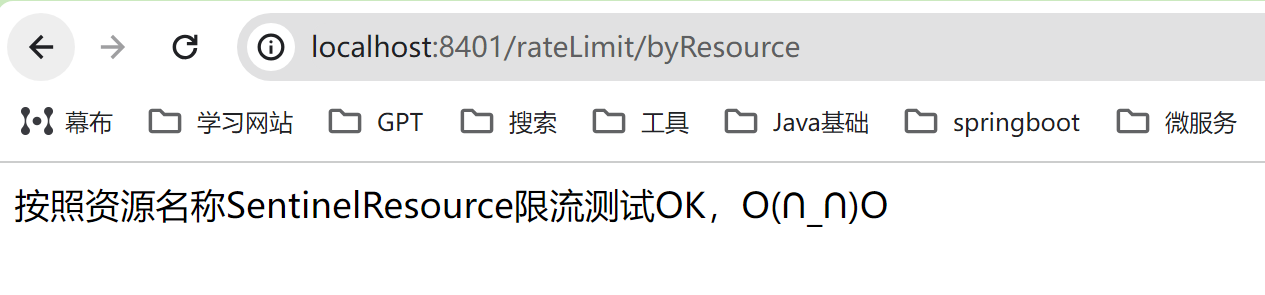 localhost:8401/rateLimit/byResource
幕布 学习网站 GPT 搜索 工具 Java基础 springboot 微服务
按照资源名称SentinelResource限流测试OK，O(∩_∩)O